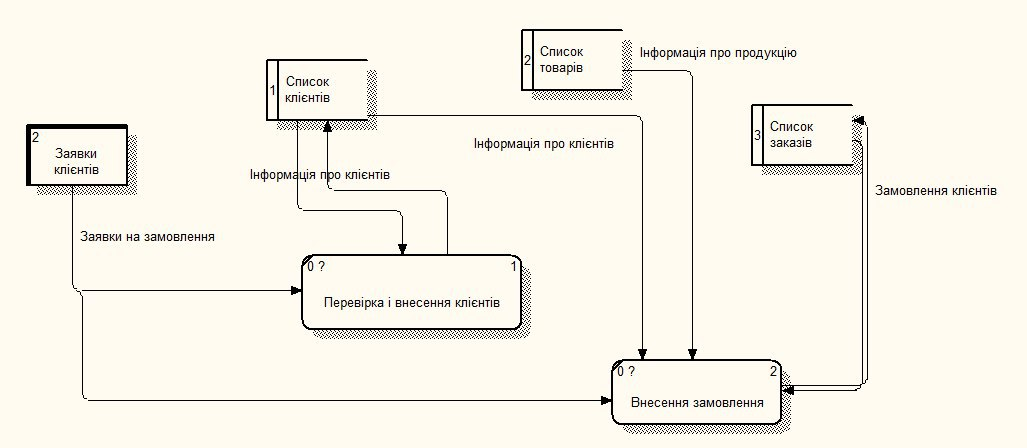 2
Список
товарів
Інформація про продукцію
1
Список
клієнтів
3
Список
заказів
2
Заявки
клієнтів
Інформація про клієнтів
Інформація про клієнтів
Замовлення клієнтів
Заявки на замовлення
0 ?
1
Перевірка і внесення клієнтів
0 ?
2
Внесення замовлення